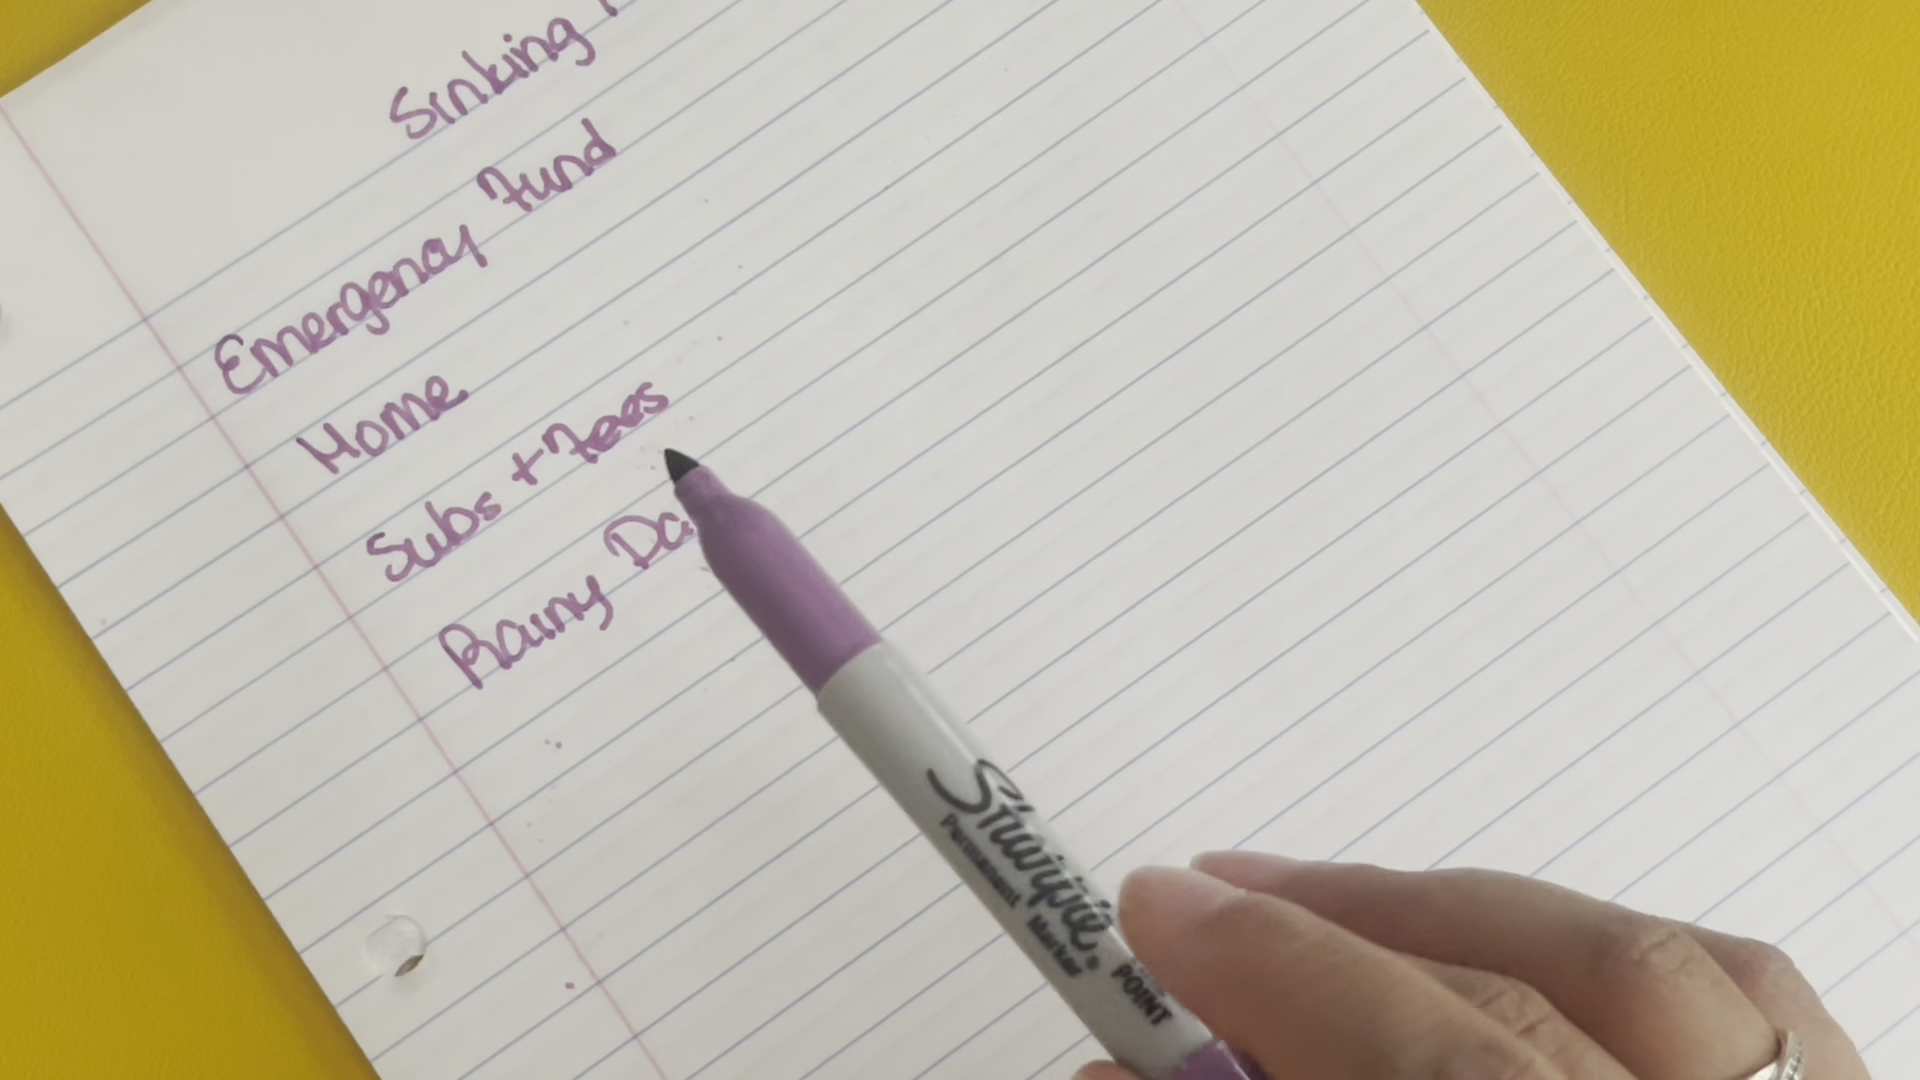 Sinking
Emergency Fund
Home
Subs + Fees
Rainy
Sharpie
Permanent Marker
POINT